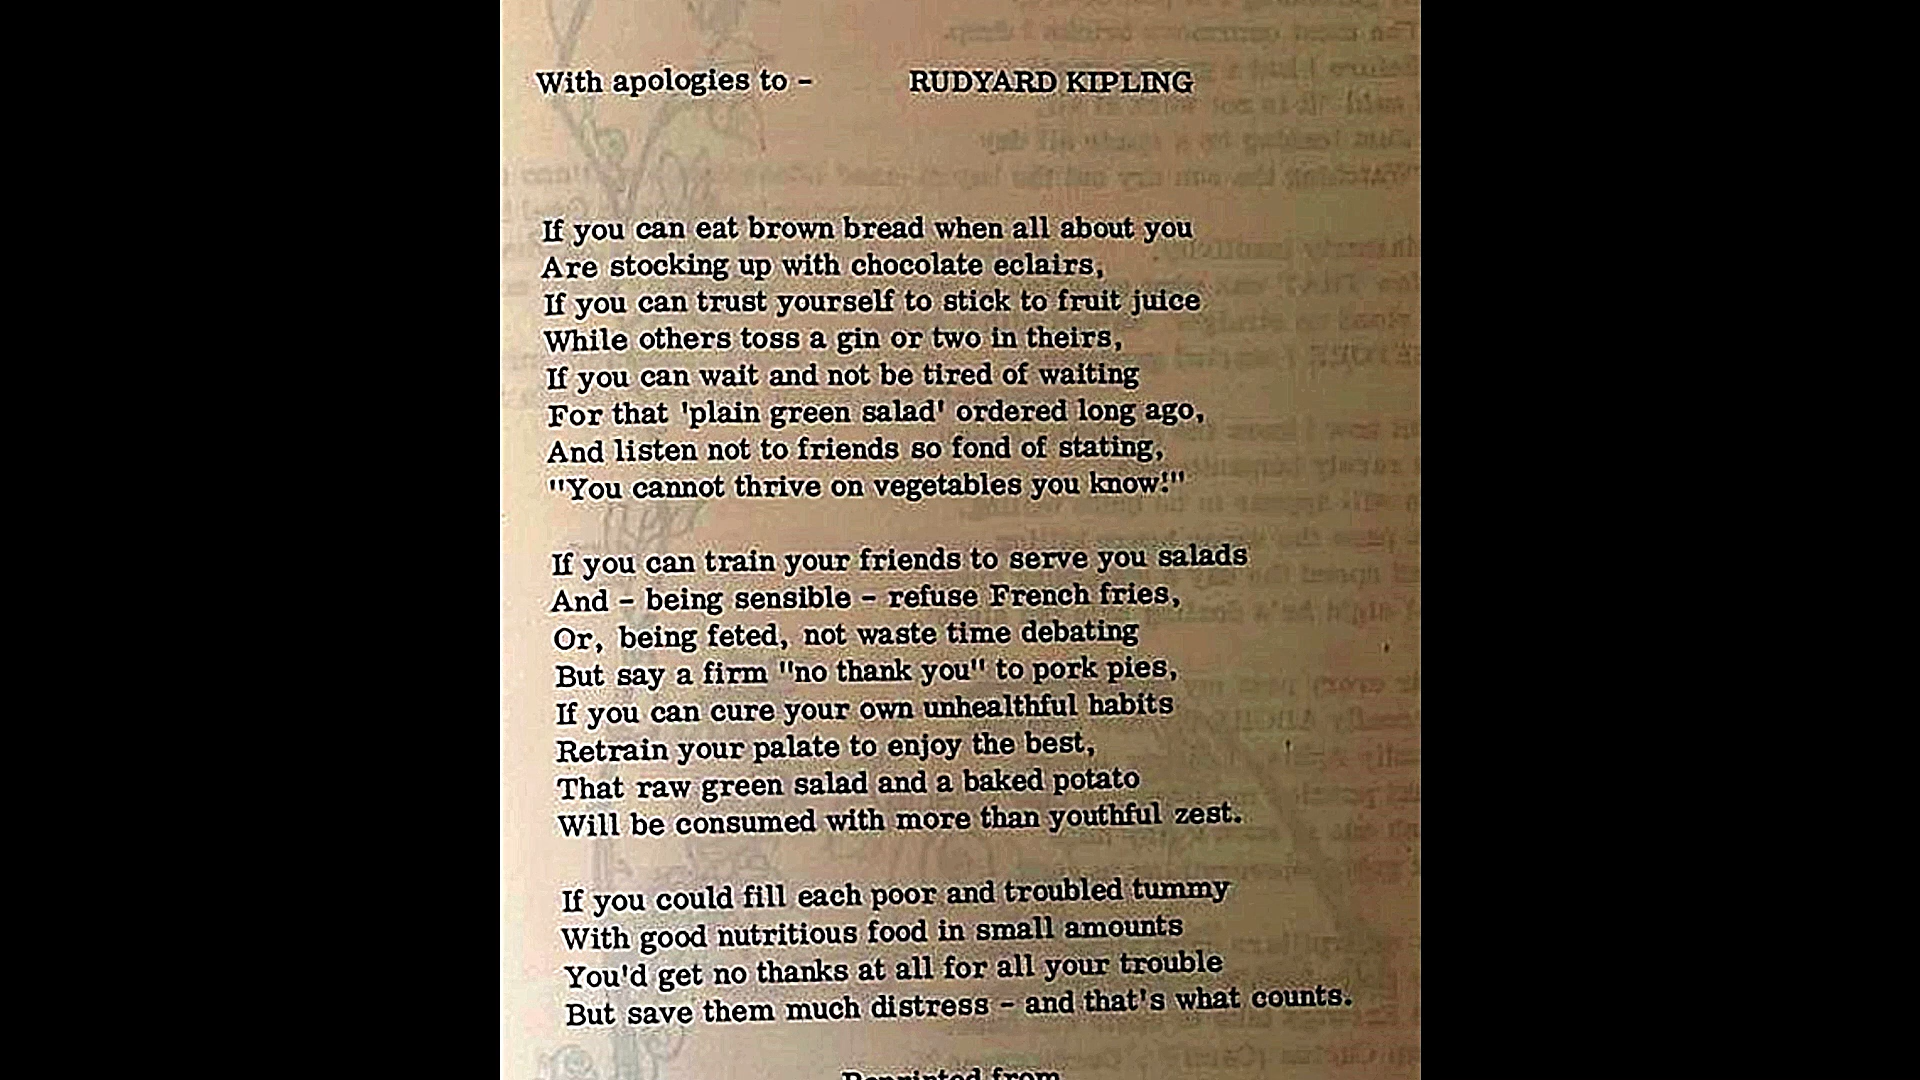 With apologies to - RUDYARD KIPLING
If you can eat brown bread when all about you
Are stocking up with chocolate eclairs,
If you can trust yourself to stick to fruit juice
While others toss a gin or two in theirs,
If you can wait and not be tired of waiting
For that 'plain green salad' ordered long ago,
And listen not to friends so fond of stating,
"You cannot thrive on vegetables you know!"
If you can train your friends to serve you salads
And - being sensible - refuse French fries,
Or, being feted, not waste time debating
But say a firm "no thank you" to pork pies,
If you can cure your own unhealthful habits
Retrain your palate to enjoy the best,
That raw green salad and a baked potato
Will be consumed with more than youthful zest.
If you could fill each poor and troubled tummy
With good nutritious food in small amounts
You'd get no thanks at all for all your trouble
But save them much distress - and that's what counts.
Reprinted from